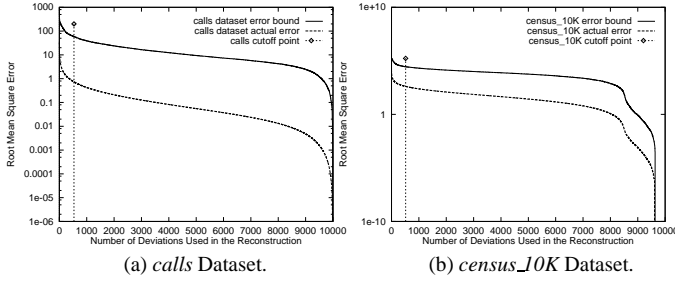 Root Mean Square Error
1000
100
10
1
0.1
0.01
0.001
0.0001
1e-05
1e-06
calls dataset error bound
calls dataset actual error
calls cutoff point
0 1000 2000 3000 4000 5000 6000 7000 8000 9000 10000
Number of Deviations Used in the Reconstruction
(a) calls Dataset.
Root Mean Square Error
1e+10
1
1e-10
census_10K error bound
census_10K actual error
census_10K cutoff point
0 1000 2000 3000 4000 5000 6000 7000 8000 9000 10000
Number of Deviations Used in the Reconstruction
(b) census_10K Dataset.